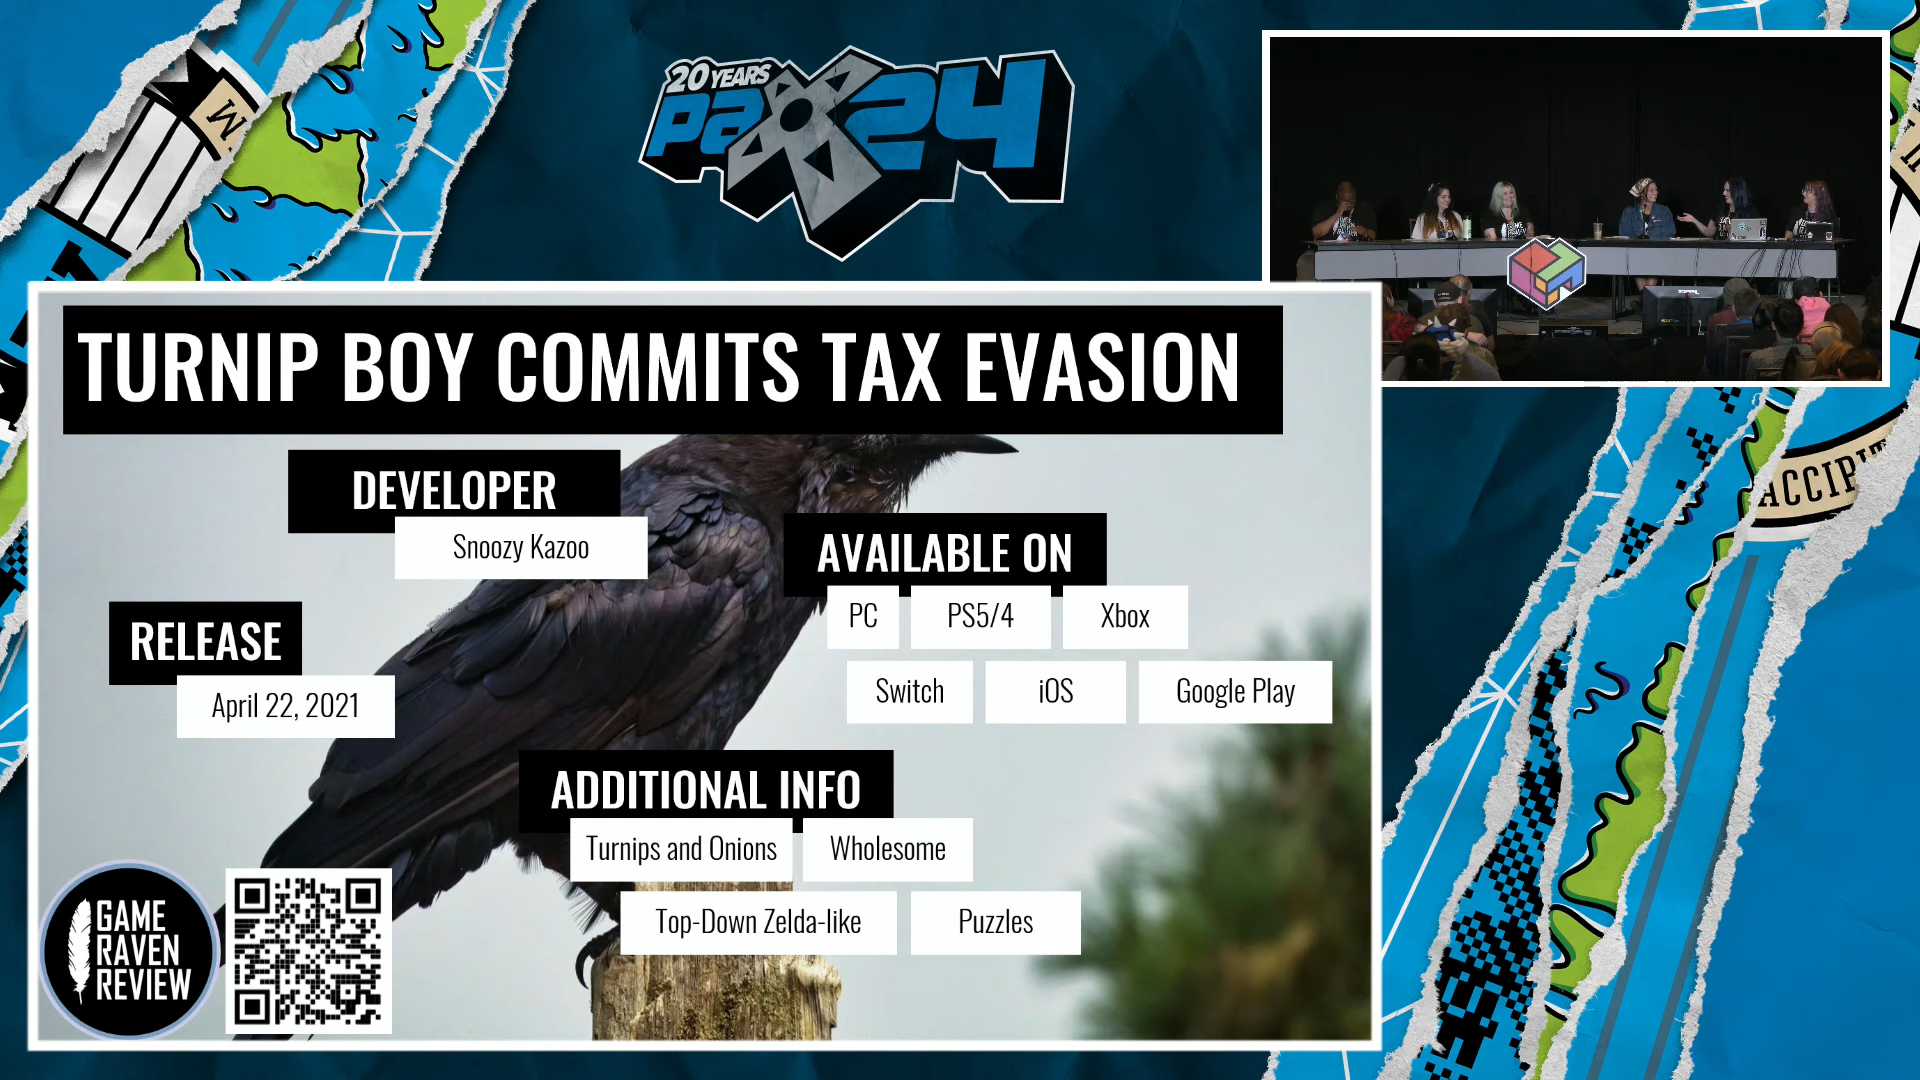 20 YEARS
PAX 24
TURNIP BOY COMMITS TAX EVASION
DEVELOPER
Snoozy Kazoo
AVAILABLE ON
PC
PS5/4
Xbox
Switch
iOS
Google Play
RELEASE
April 22, 2021
ADDITIONAL INFO
Turnips and Onions
Wholesome
Top-Down Zelda-like
Puzzles
GAME
RAVEN
REVIEW
ACCIPIT